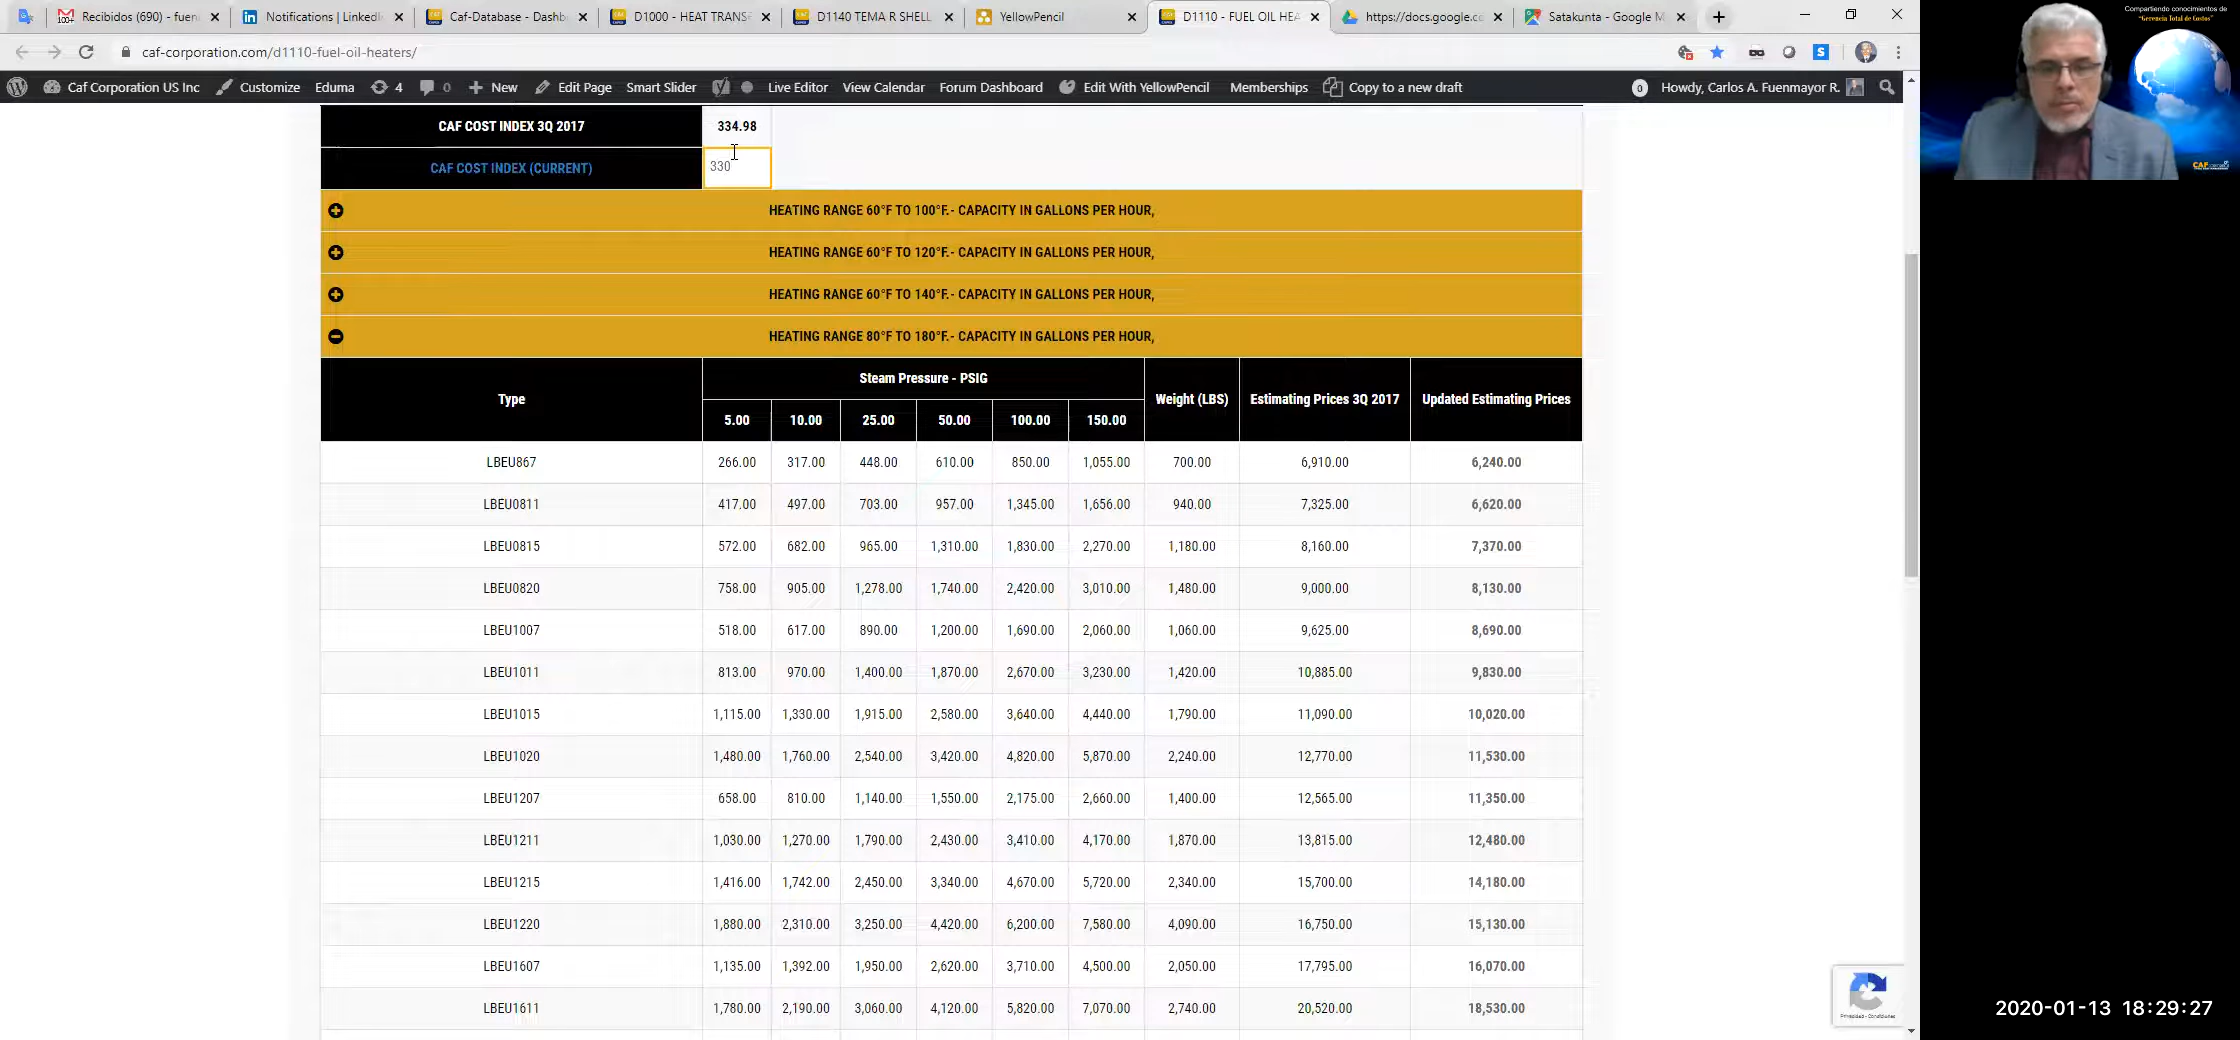 Recibidos (690) - fuen
Notifications | LinkedI
Caf-Database - Dashb
D1000 - HEAT TRANS
D1140 TEMA R SHELL
YellowPencil
D1110 - FUEL OIL HEA
https://docs.google.c
Satakunta - Google M
caf-corporation.com/d1110-fuel-oil-heaters/
Caf Corporation US Inc Customize Eduma 4 0 New Edit Page Smart Slider Live Editor View Calendar Forum Dashboard Edit With YellowPencil Memberships Copy to a new draft 0 Howdy, Carlos A. Fuenmayor R.
CAF COST INDEX 3Q 2017 334.98
CAF COST INDEX (CURRENT) 330
HEATING RANGE 60°F TO 100°F.- CAPACITY IN GALLONS PER HOUR,
HEATING RANGE 60°F TO 120°F.- CAPACITY IN GALLONS PER HOUR,
HEATING RANGE 60°F TO 140°F.- CAPACITY IN GALLONS PER HOUR,
HEATING RANGE 80°F TO 180°F.- CAPACITY IN GALLONS PER HOUR,
Type Steam Pressure - PSIG Weight (LBS) Estimating Prices 3Q 2017 Updated Estimating Prices
5.00 10.00 25.00 50.00 100.00 150.00
LBEU867 266.00 317.00 448.00 610.00 850.00 1,055.00 700.00 6,910.00 6,240.00
LBEU0811 417.00 497.00 703.00 957.00 1,345.00 1,656.00 940.00 7,325.00 6,620.00
LBEU0815 572.00 682.00 965.00 1,310.00 1,830.00 2,270.00 1,180.00 8,160.00 7,370.00
LBEU0820 758.00 905.00 1,278.00 1,740.00 2,420.00 3,010.00 1,480.00 9,000.00 8,130.00
LBEU1007 518.00 617.00 890.00 1,200.00 1,690.00 2,060.00 1,060.00 9,625.00 8,690.00
LBEU1011 813.00 970.00 1,400.00 1,870.00 2,670.00 3,230.00 1,420.00 10,885.00 9,830.00
LBEU1015 1,115.00 1,330.00 1,915.00 2,580.00 3,640.00 4,440.00 1,790.00 11,090.00 10,020.00
LBEU1020 1,480.00 1,760.00 2,540.00 3,420.00 4,820.00 5,870.00 2,240.00 12,770.00 11,530.00
LBEU1207 658.00 810.00 1,140.00 1,550.00 2,175.00 2,660.00 1,400.00 12,565.00 11,350.00
LBEU1211 1,030.00 1,270.00 1,790.00 2,430.00 3,410.00 4,170.00 1,870.00 13,815.00 12,480.00
LBEU1215 1,416.00 1,742.00 2,450.00 3,340.00 4,670.00 5,720.00 2,340.00 15,700.00 14,180.00
LBEU1220 1,880.00 2,310.00 3,250.00 4,420.00 6,200.00 7,580.00 4,090.00 16,750.00 15,130.00
LBEU1607 1,135.00 1,392.00 1,950.00 2,620.00 3,710.00 4,500.00 2,050.00 17,795.00 16,070.00
LBEU1611 1,780.00 2,190.00 3,060.00 4,120.00 5,820.00 7,070.00 2,740.00 20,520.00 18,530.00
Compartiendo conocimientos de
"Gerencia Total de Costos"
CAF
Privacidad - Condiciones
2020-01-13 18:29:27